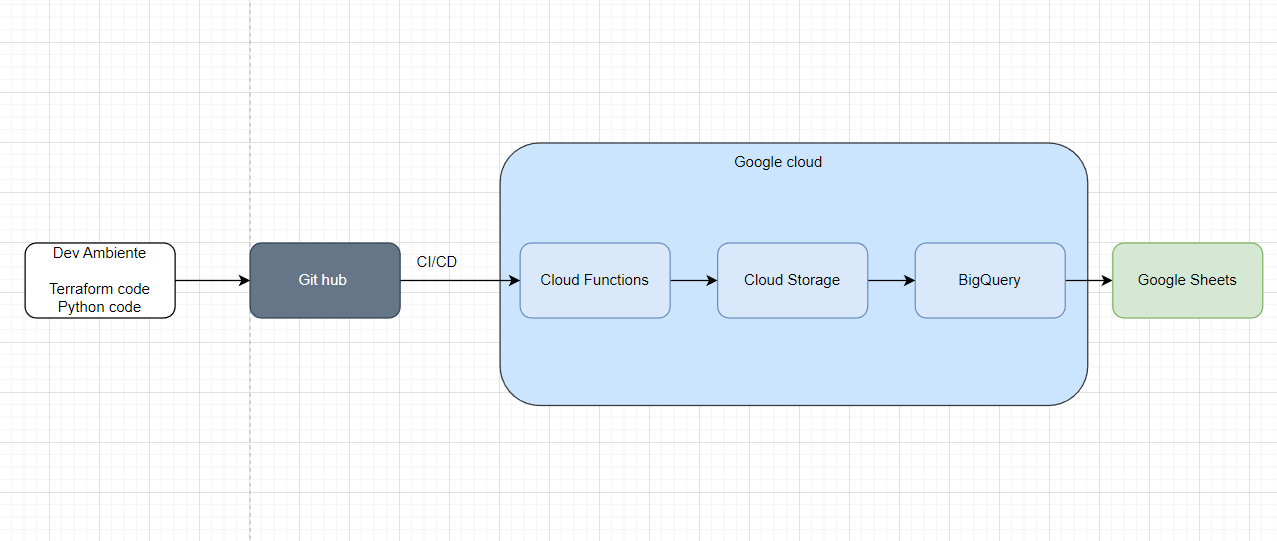 Google cloud
Dev Ambiente
Terraform code
Python code
Git hub
CI/CD
Cloud Functions
Cloud Storage
BigQuery
Google Sheets